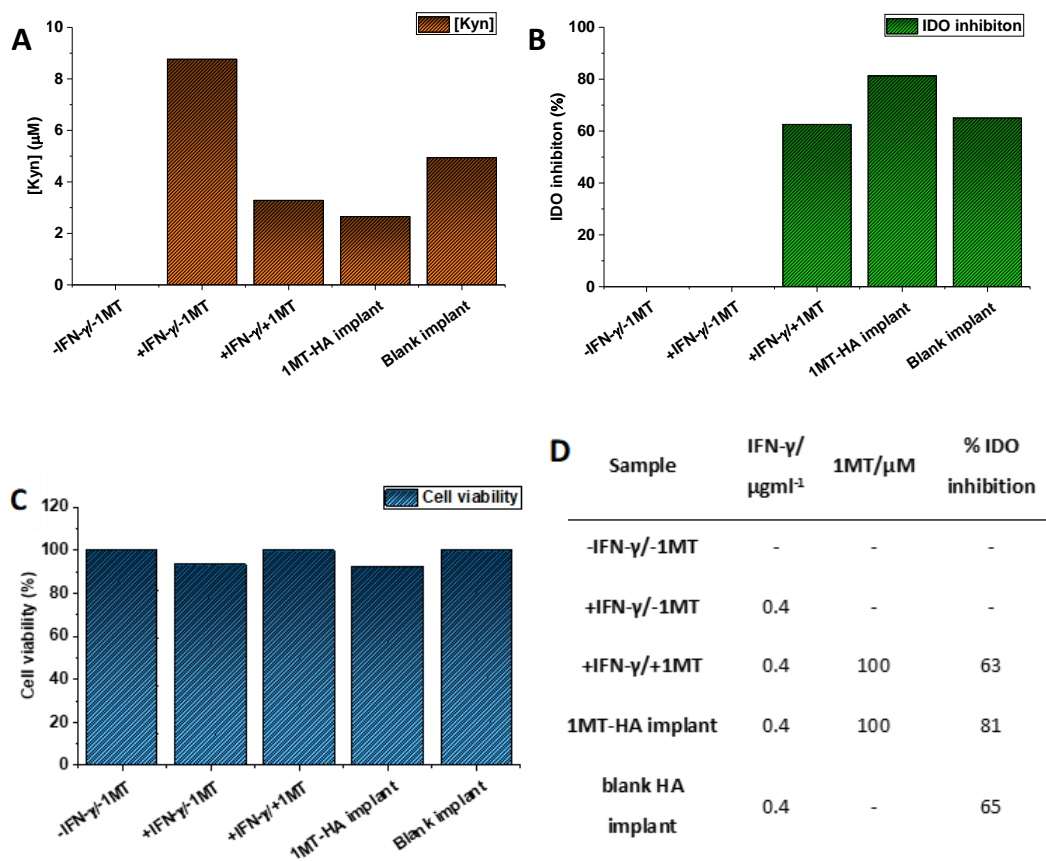 A
[Kyn]
[Kyn] (μM)
10
8
6
4
2
0
-IFN-γ/-1MT
+IFN-γ/-1MT
+IFN-γ/+1MT
1MT-HA implant
Blank implant
B
IDO inhibiton
IDO inhibiton (%)
100
80
60
40
20
0
-IFN-γ/-1MT
+IFN-γ/-1MT
+IFN-γ/+1MT
1MT-HA implant
Blank implant
C
Cell viability
Cell viability (%)
120
100
80
60
40
20
0
-IFN-γ/-1MT
+IFN-γ/-1MT
+IFN-γ/+1MT
1MT-HA implant
Blank implant
D
Sample IFN-γ/ μgml⁻¹ 1MT/μM % IDO inhibition
-IFN-γ/-1MT - - -
+IFN-γ/-1MT 0.4 - -
+IFN-γ/+1MT 0.4 100 63
1MT-HA implant 0.4 100 81
blank HA implant 0.4 - 65